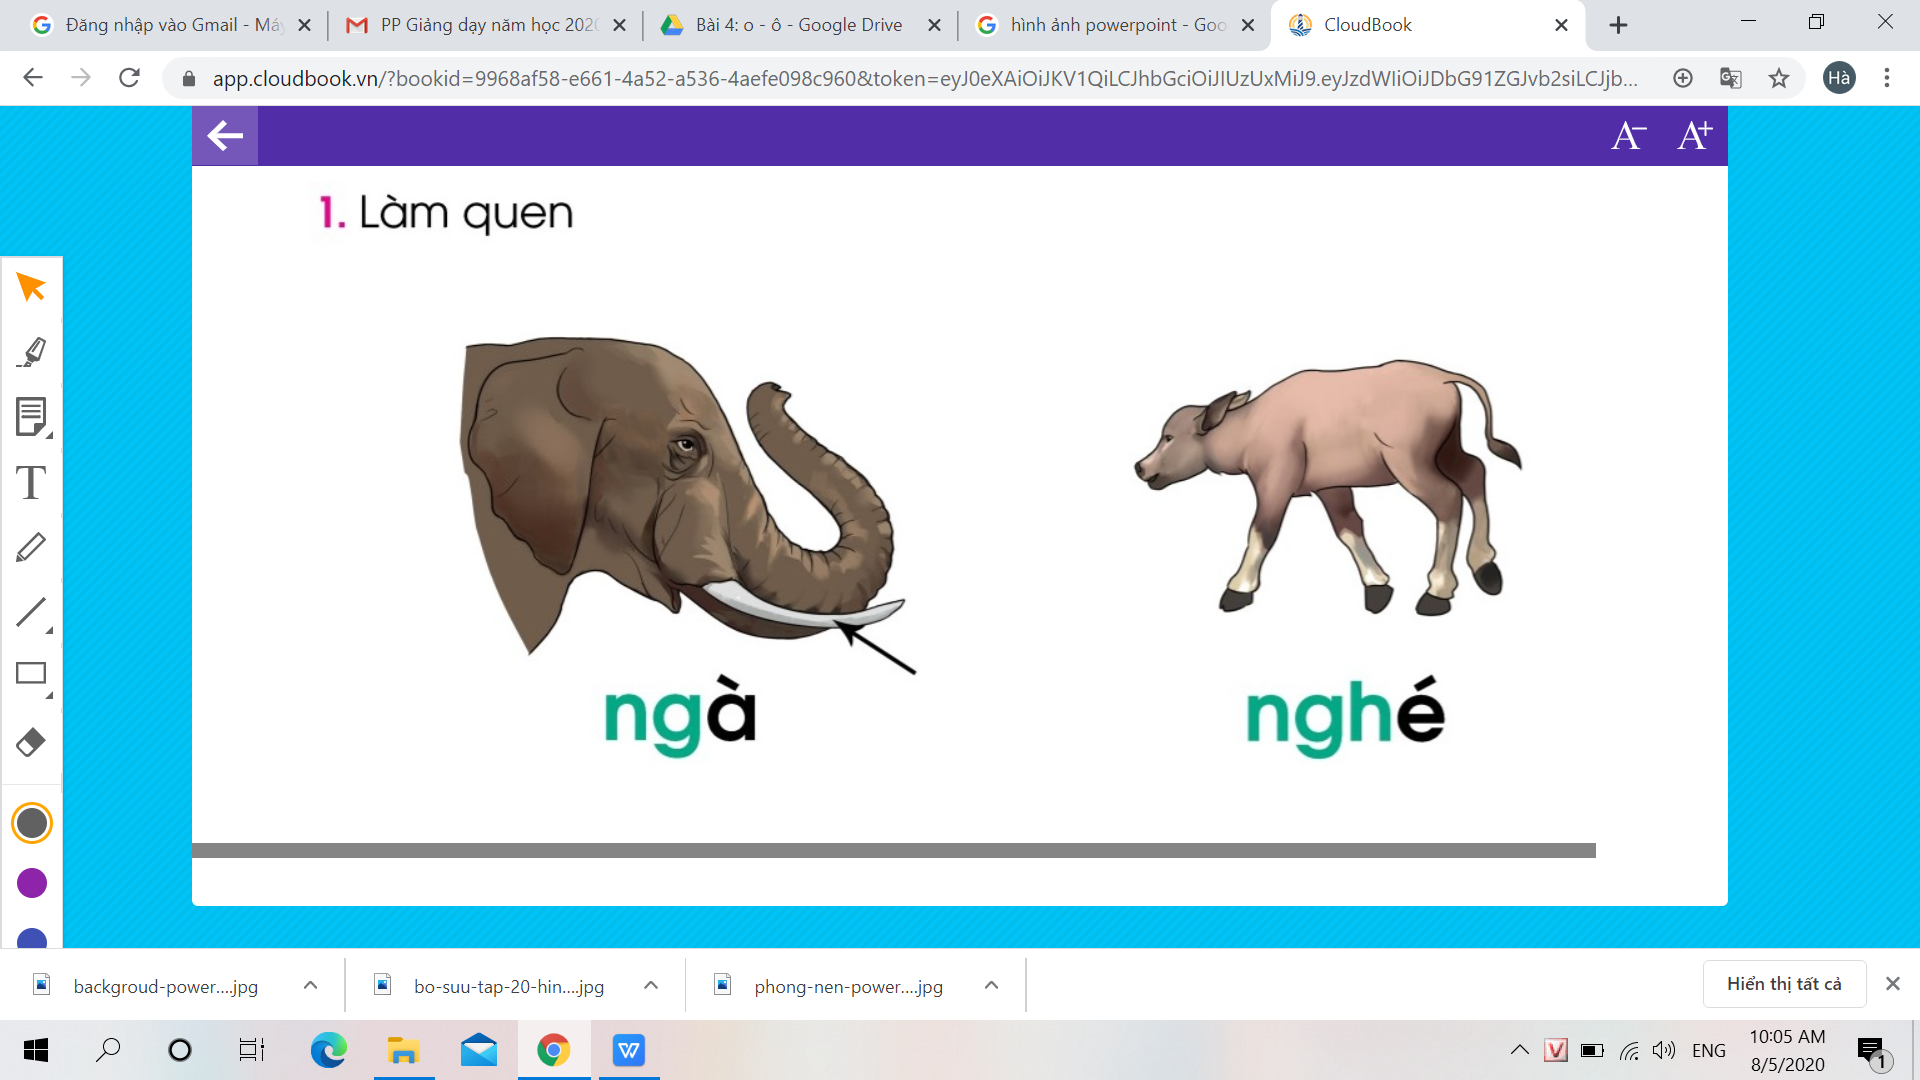 Đăng nhập vào Gmail - Má
PP Giảng dạy năm học 202
Bài 4: o - ô - Google Drive
hình ảnh powerpoint - Goo
CloudBook
app.cloudbook.vn/?bookid=9968af58-e661-4a52-a536-4aefe098c960&token=eyJ0eXAiOiJKV1QiLCJhbGciOiJIUzUxMiJ9.eyJzdWIiOiJDbG91ZGJvb2siLCJjb...
Hà
A− A+
1. Làm quen
T
ngà
nghé
backgroud-power....jpg
bo-suu-tap-20-hin....jpg
phong-nen-power....jpg
Hiển thị tất cả
ENG
10:05 AM
8/5/2020
1